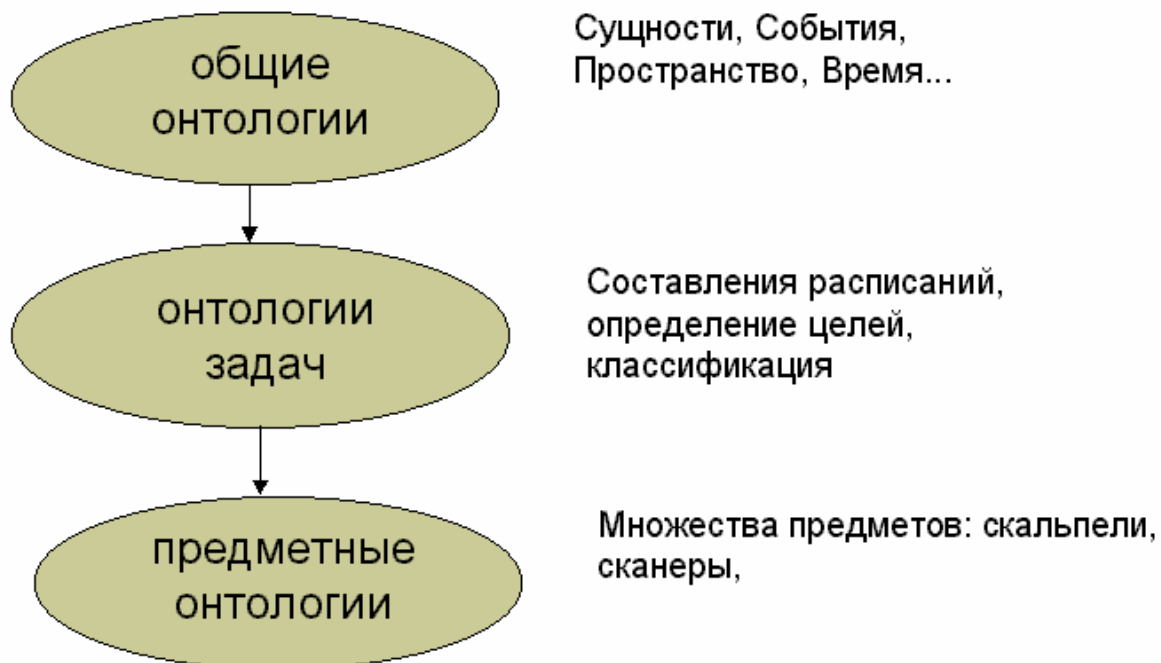 общие
онтологии
Сущности, События,
Пространство, Время...
онтологии
задач
Составления расписаний,
определение целей,
классификация
предметные
онтологии
Множества предметов: скальпели,
сканеры,